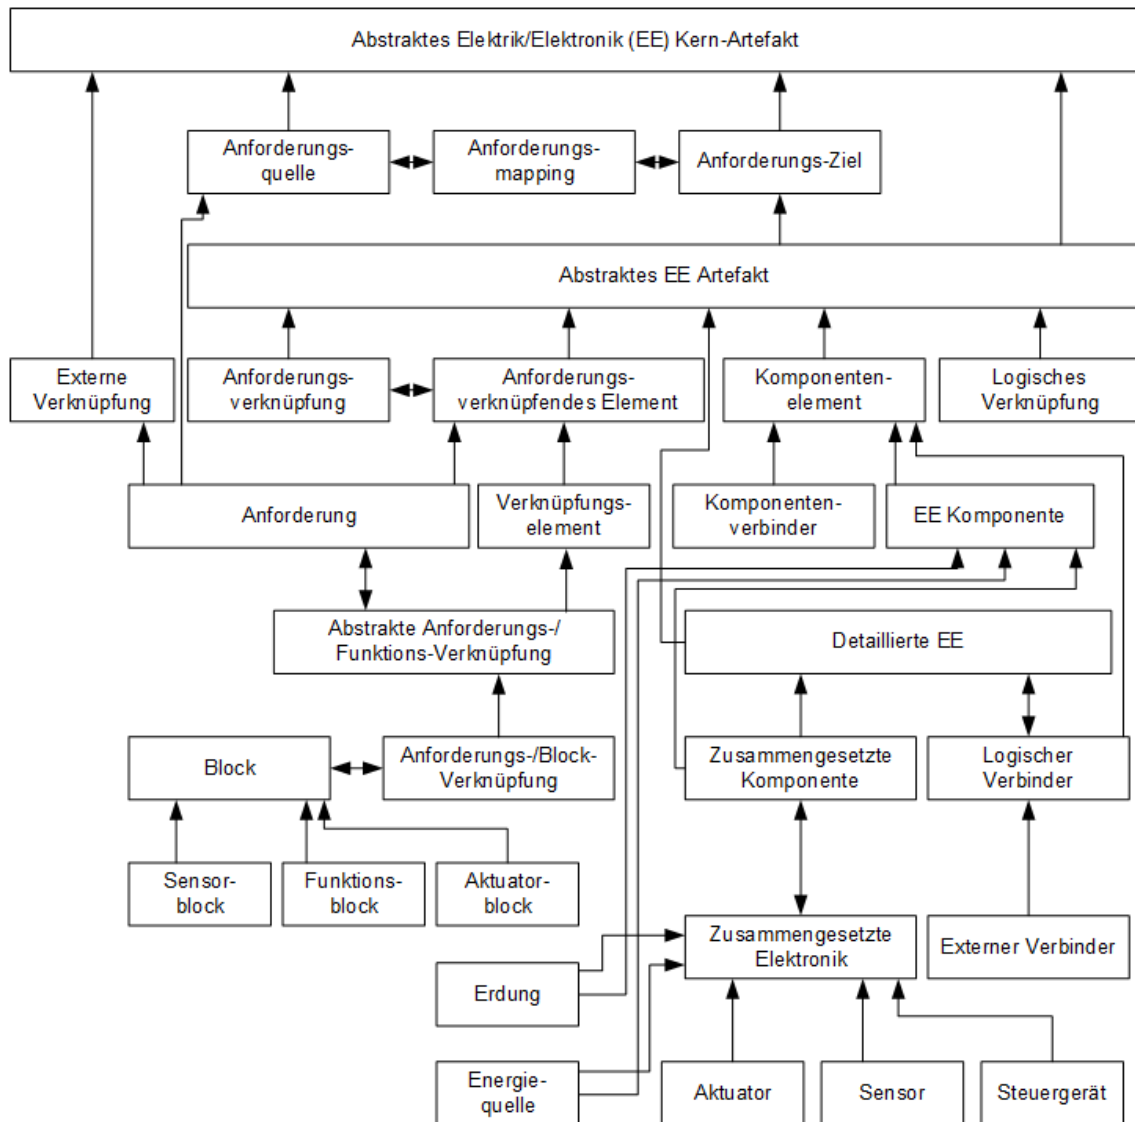 Abstraktes Elektrik/Elektronik (EE) Kern-Artefakt
Anforderungs-
quelle
Anforderungs-
mapping
Anforderungs-Ziel
Abstraktes EE Artefakt
Externe
Verknüpfung
Anforderungs-
verknüpfung
Anforderungs-
verknüpfendes Element
Komponenten-
element
Logisches
Verknüpfung
Anforderung
Verknüpfungs-
element
Komponenten-
verbinder
EE Komponente
Abstrakte Anforderungs-/
Funktions-Verknüpfung
Detaillierte EE
Block
Anforderungs-/Block-
Verknüpfung
Zusammengesetzte
Komponente
Logischer
Verbinder
Sensor-
block
Funktions-
block
Aktuator-
block
Zusammengesetzte
Elektronik
Externer Verbinder
Erdung
Energie-
quelle
Aktuator
Sensor
Steuergerät